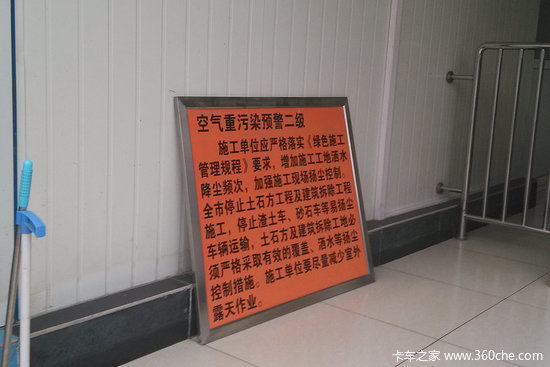 空气重污染预警二级
施工单位应严格落实《绿色施工
管理规程》要求，增加施工工地洒水
降尘频次，加强施工现场扬尘控制。
全市停止土石方工程及建筑拆除工程
施工，停止渣土车、砂石车等易扬尘
车辆运输，土石方及建筑拆除工地必
须严格采取有效的覆盖、洒水等扬尘
控制措施。施工单位要尽量减少室外
露天作业。
卡车之家 www.360che.com